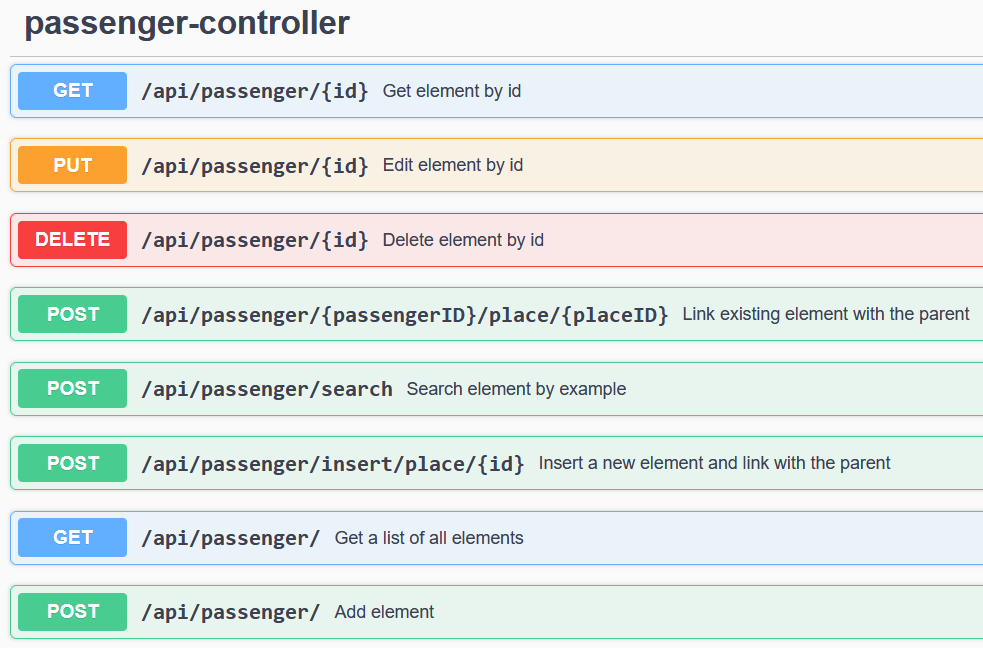 passenger-controller
GET /api/passenger/{id} Get element by id
PUT /api/passenger/{id} Edit element by id
DELETE /api/passenger/{id} Delete element by id
POST /api/passenger/{passengerID}/place/{placeID} Link existing element with the parent
POST /api/passenger/search Search element by example
POST /api/passenger/insert/place/{id} Insert a new element and link with the parent
GET /api/passenger/ Get a list of all elements
POST /api/passenger/ Add element